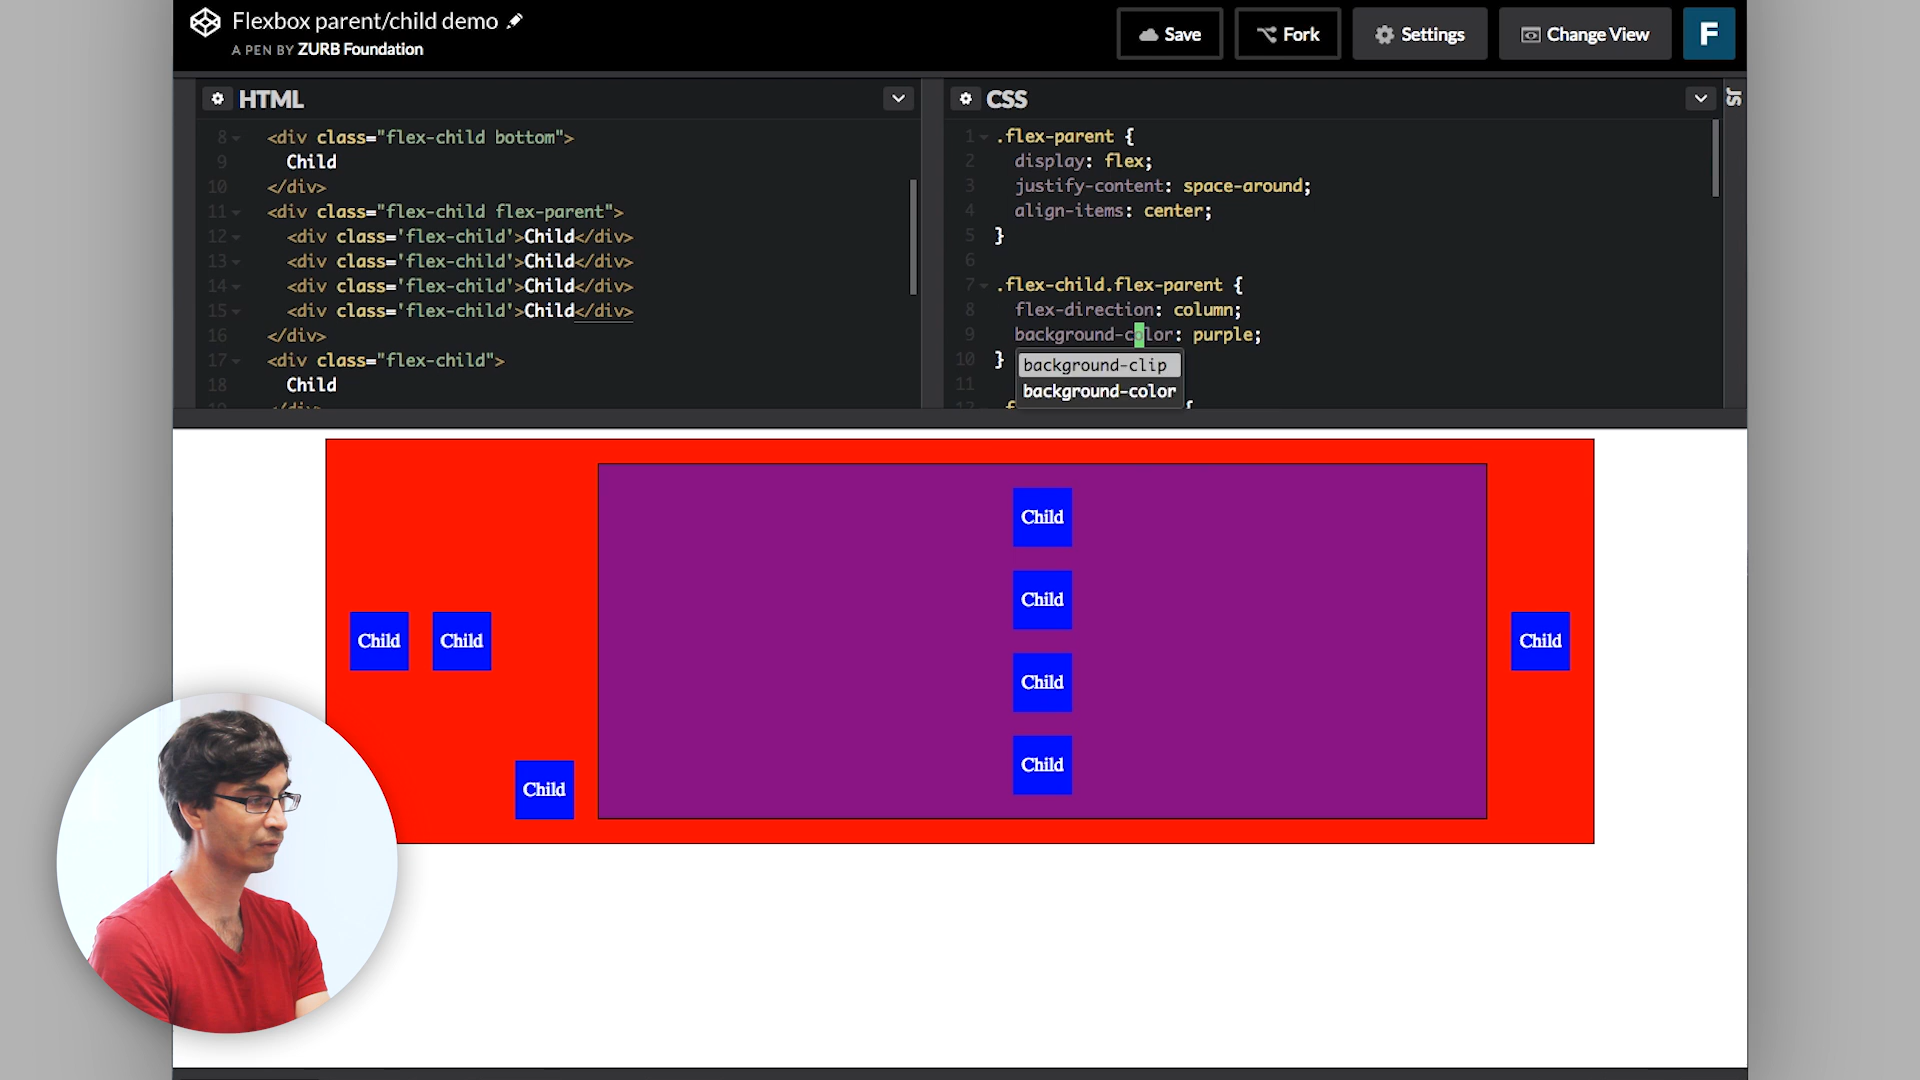 Flexbox parent/child demo
A PEN BY ZURB Foundation
Save
Fork
Settings
Change View
F
HTML
8 <div class="flex-child bottom">
9 Child
10 </div>
11 <div class="flex-child flex-parent">
12 <div class='flex-child'>Child</div>
13 <div class='flex-child'>Child</div>
14 <div class='flex-child'>Child</div>
15 <div class='flex-child'>Child</div>
16 </div>
17 <div class="flex-child">
18 Child
CSS
JS
1 .flex-parent {
2 display: flex;
3 justify-content: space-around;
4 align-items: center;
5 }
6
7 .flex-child.flex-parent {
8 flex-direction: column;
9 background-color: purple;
10 }
11
background-clip
background-color
Child
Child
Child
Child
Child
Child
Child
Child